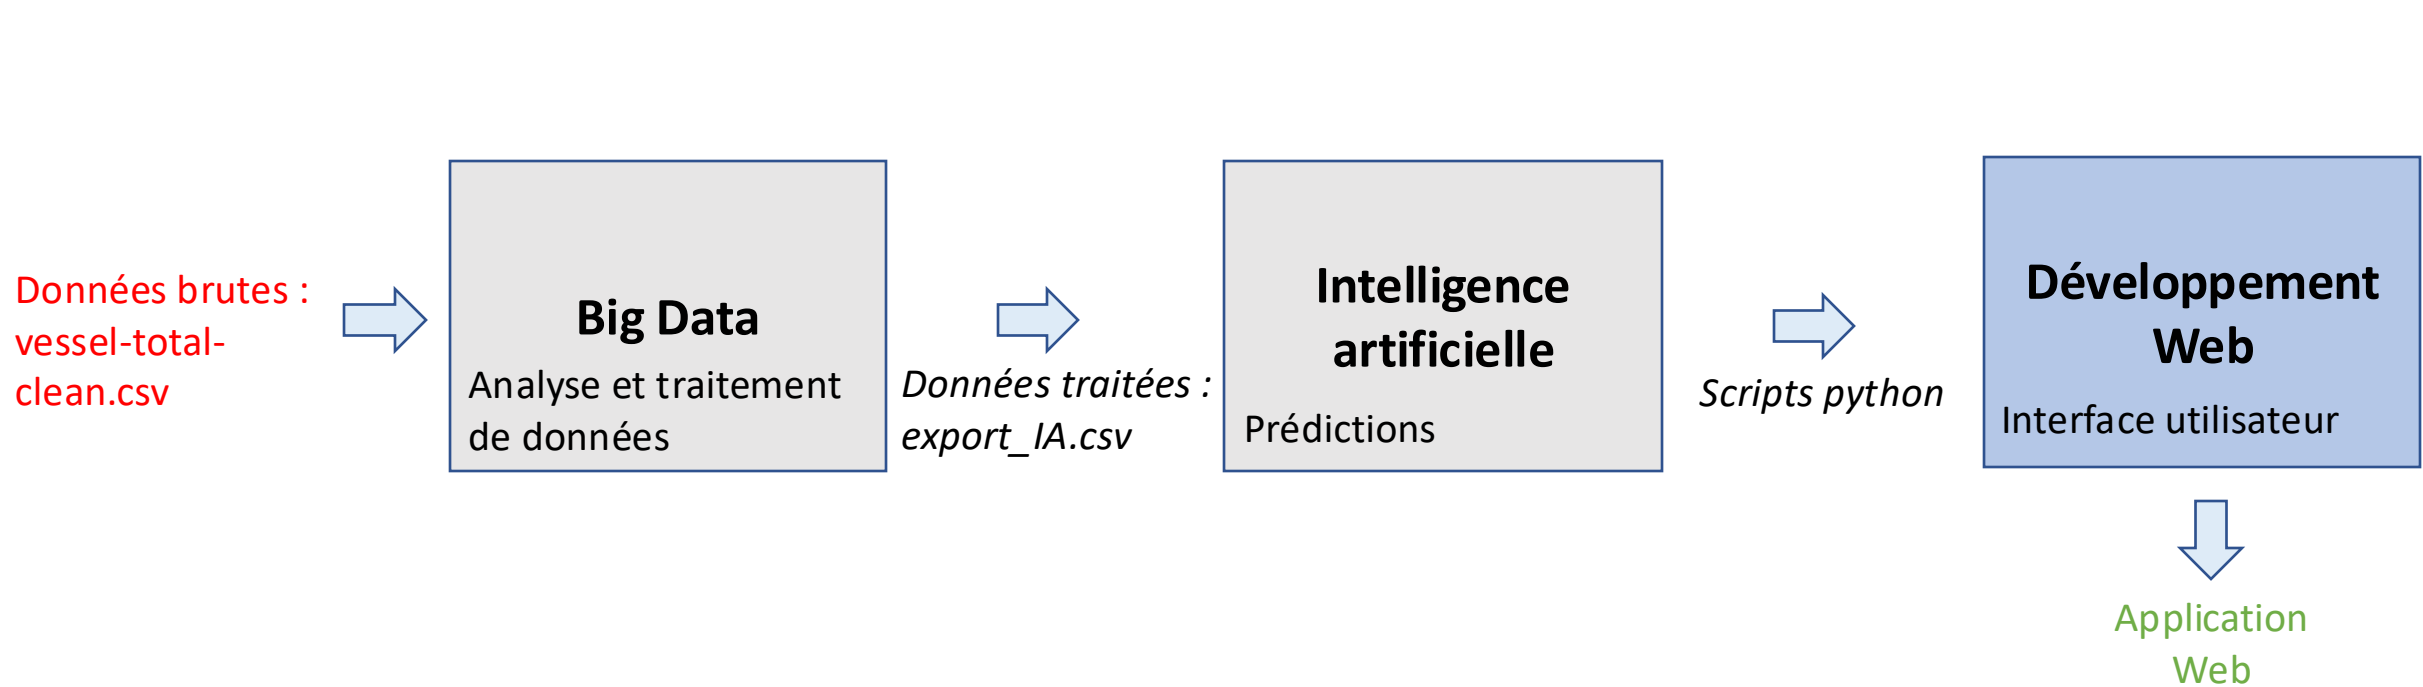 Données brutes :
vessel-total-
clean.csv
Big Data
Analyse et traitement
de données
Données traitées :
export_IA.csv
Intelligence
artificielle
Prédictions
Scripts python
Développement
Web
Interface utilisateur
Application
Web